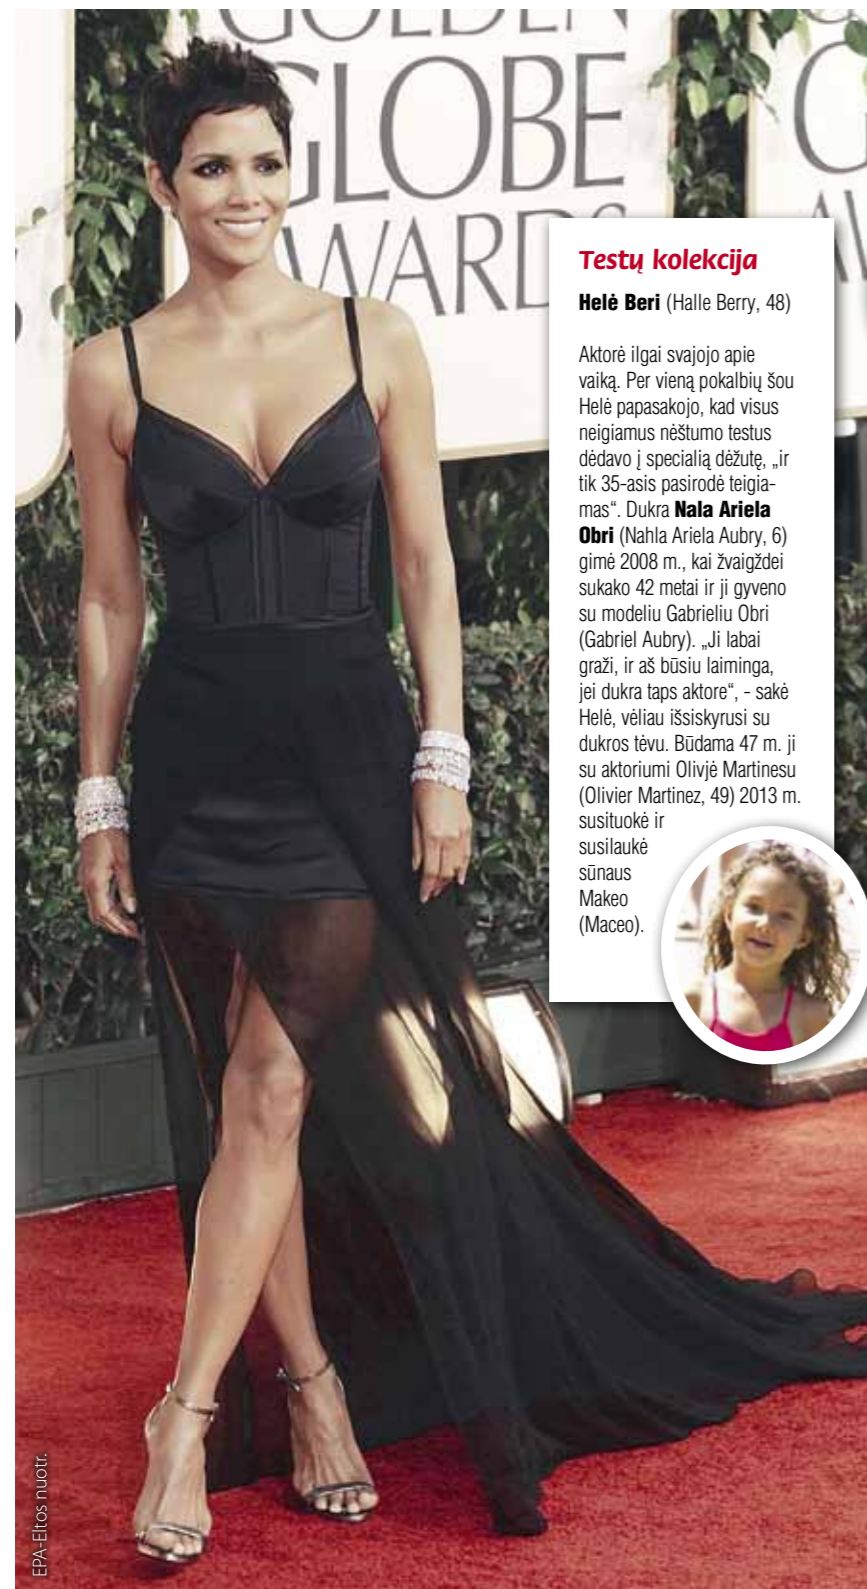 GOLDEN
GLOBE
AWARDS
Testų kolekcija
Helė Beri (Halle Berry, 48)
Aktorė ilgai svajojo apie
vaiką. Per vieną pokalbių šou
Helė papasakojo, kad visus
neigiamus nėštumo testus
dėdavo į specialią dėžutę, „ir
tik 35-asis pasirodė teigia-
mas“. Dukra Nala Ariela
Obri (Nahla Ariela Aubry, 6)
gimė 2008 m., kai žvaigždei
sukako 42 metai ir ji gyveno
su modeliu Gabrieliu Obri
(Gabriel Aubry). „Ji labai
graži, ir aš būsiu laiminga,
jei dukra taps aktore“, - sakė
Helė, vėliau išsiskyrusi su
dukros tėvu. Būdama 47 m. ji
su aktoriumi Olivjė Martinesu
(Olivier Martinez, 49) 2013 m.
susituokė ir
susilaukė
sūnaus
Makeo
(Maceo).
EPA-Eltos nuotr.